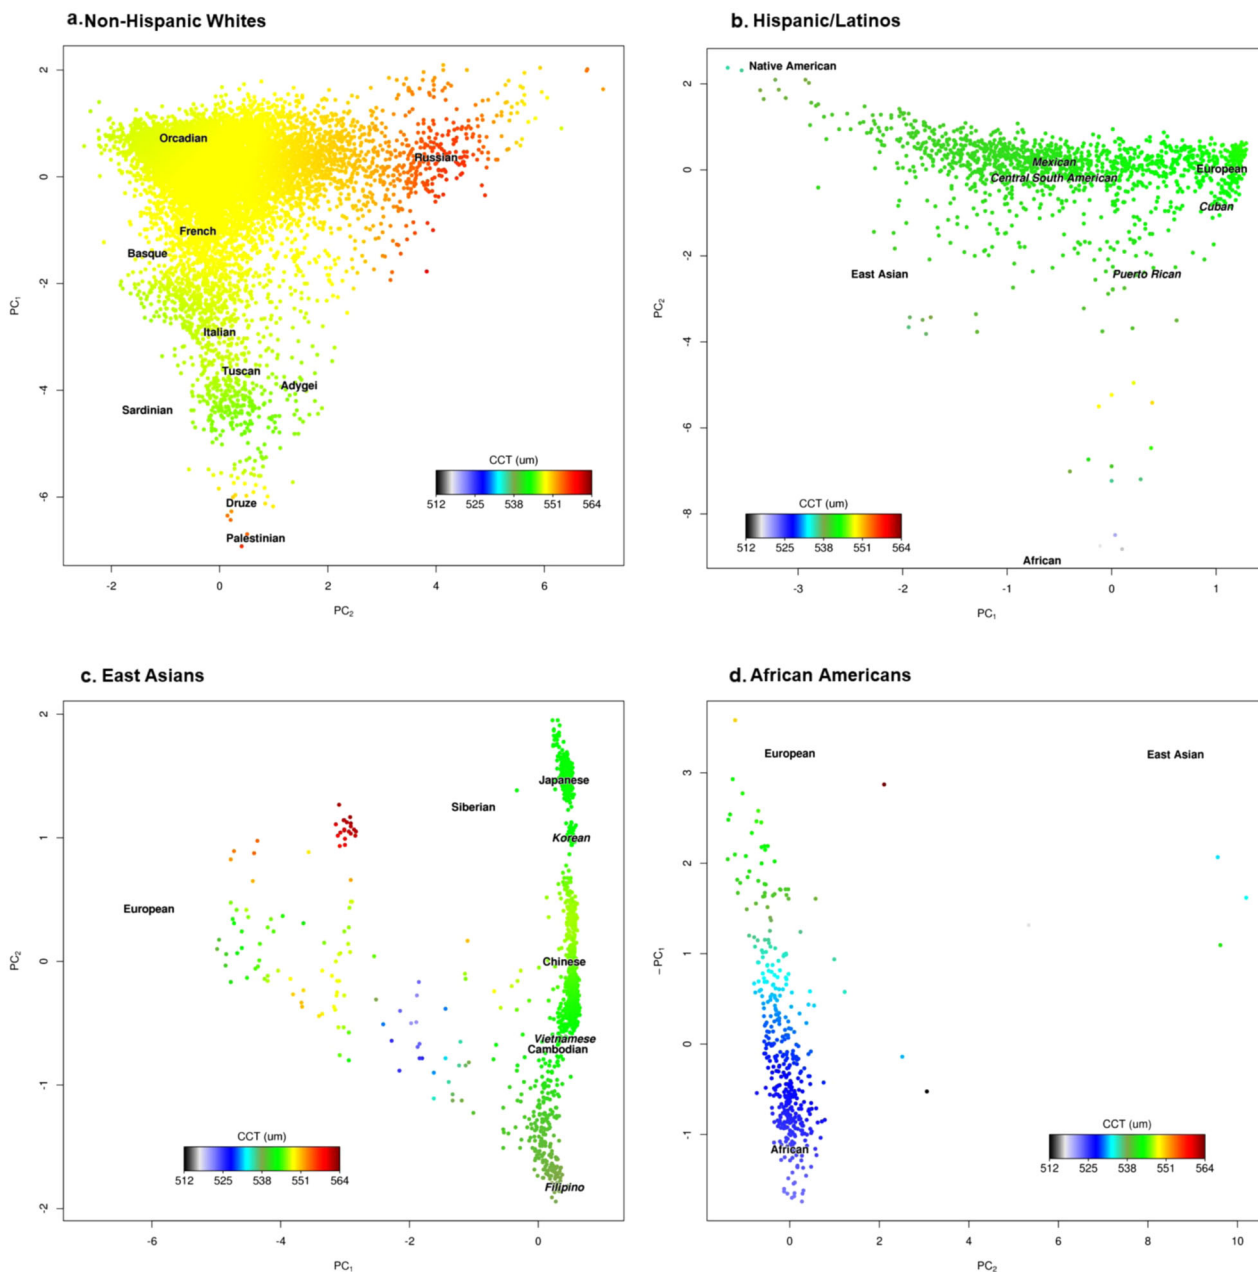 a.Non-Hispanic Whites
2
0
-2
-4
-6
PC1
Orcadian
Russian
French
Basque
Italian
Tuscan
Adygei
Sardinian
CCT (um)
512 525 538 551 564
Druze
Palestinian
-2 0 2 4 6
PC2
b. Hispanic/Latinos
2
0
-2
-4
-6
-8
PC2
Native American
Mexican
European
Central South American
Cuban
East Asian
Puerto Rican
CCT (um)
512 525 538 551 564
African
-3 -2 -1 0 1
PC1
c. East Asians
2
1
0
-1
-2
PC2
Japanese
Siberian
Korean
European
Chinese
Vietnamese
Cambodian
CCT (um)
512 525 538 551 564
Filipino
-6 -4 -2 0
PC1
d. African Americans
3
2
1
0
-1
– PC1
European East Asian
CCT (um)
African
512 525 538 551 564
0 2 4 6 8 10
PC2